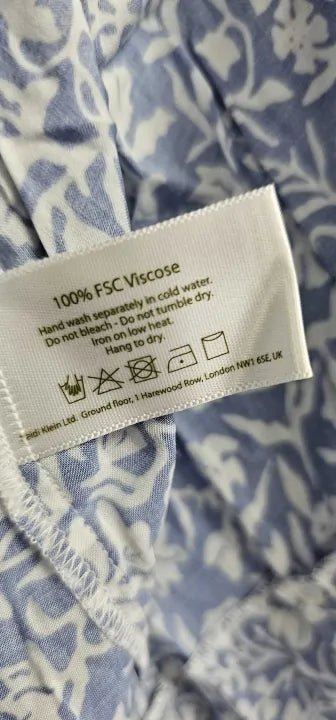 100% FSC Viscose
Hand wash separately in cold water.
Do not bleach - Do not tumble dry.
Iron on low heat.
Hang to dry.
eidi Klein Ltd. Ground floor, 1 Harewood Row, London NW1 6SE, UK